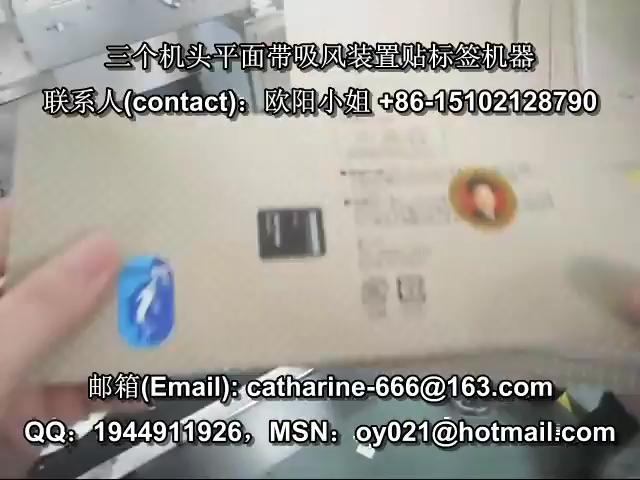 三个机头平面带吸风装置贴标签机器
联系人(contact)：欧阳小姐 +86-15102128790
邮箱(Email): catharine-666@163.com
QQ：1944911926，MSN：oy021@hotmail.com